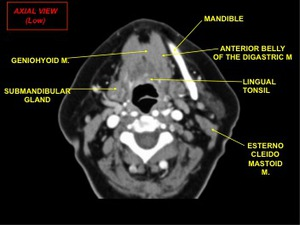 AXIAL VIEW
(Low)
MANDIBLE
GENIOHYOID M.
ANTERIOR BELLY
OF THE DIGASTRIC M
SUBMANDIBULAR
GLAND
LINGUAL
TONSIL
ESTERNO
CLEIDO
MASTOID
M.